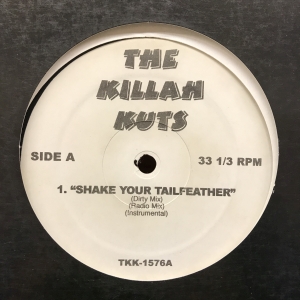 THE
KILLAH
KUTS
SIDE A
33 1/3 RPM
1. “SHAKE YOUR TAILFEATHER”
(Dirty Mix)
(Radio Mix)
(Instrumental)
TKK-1576A